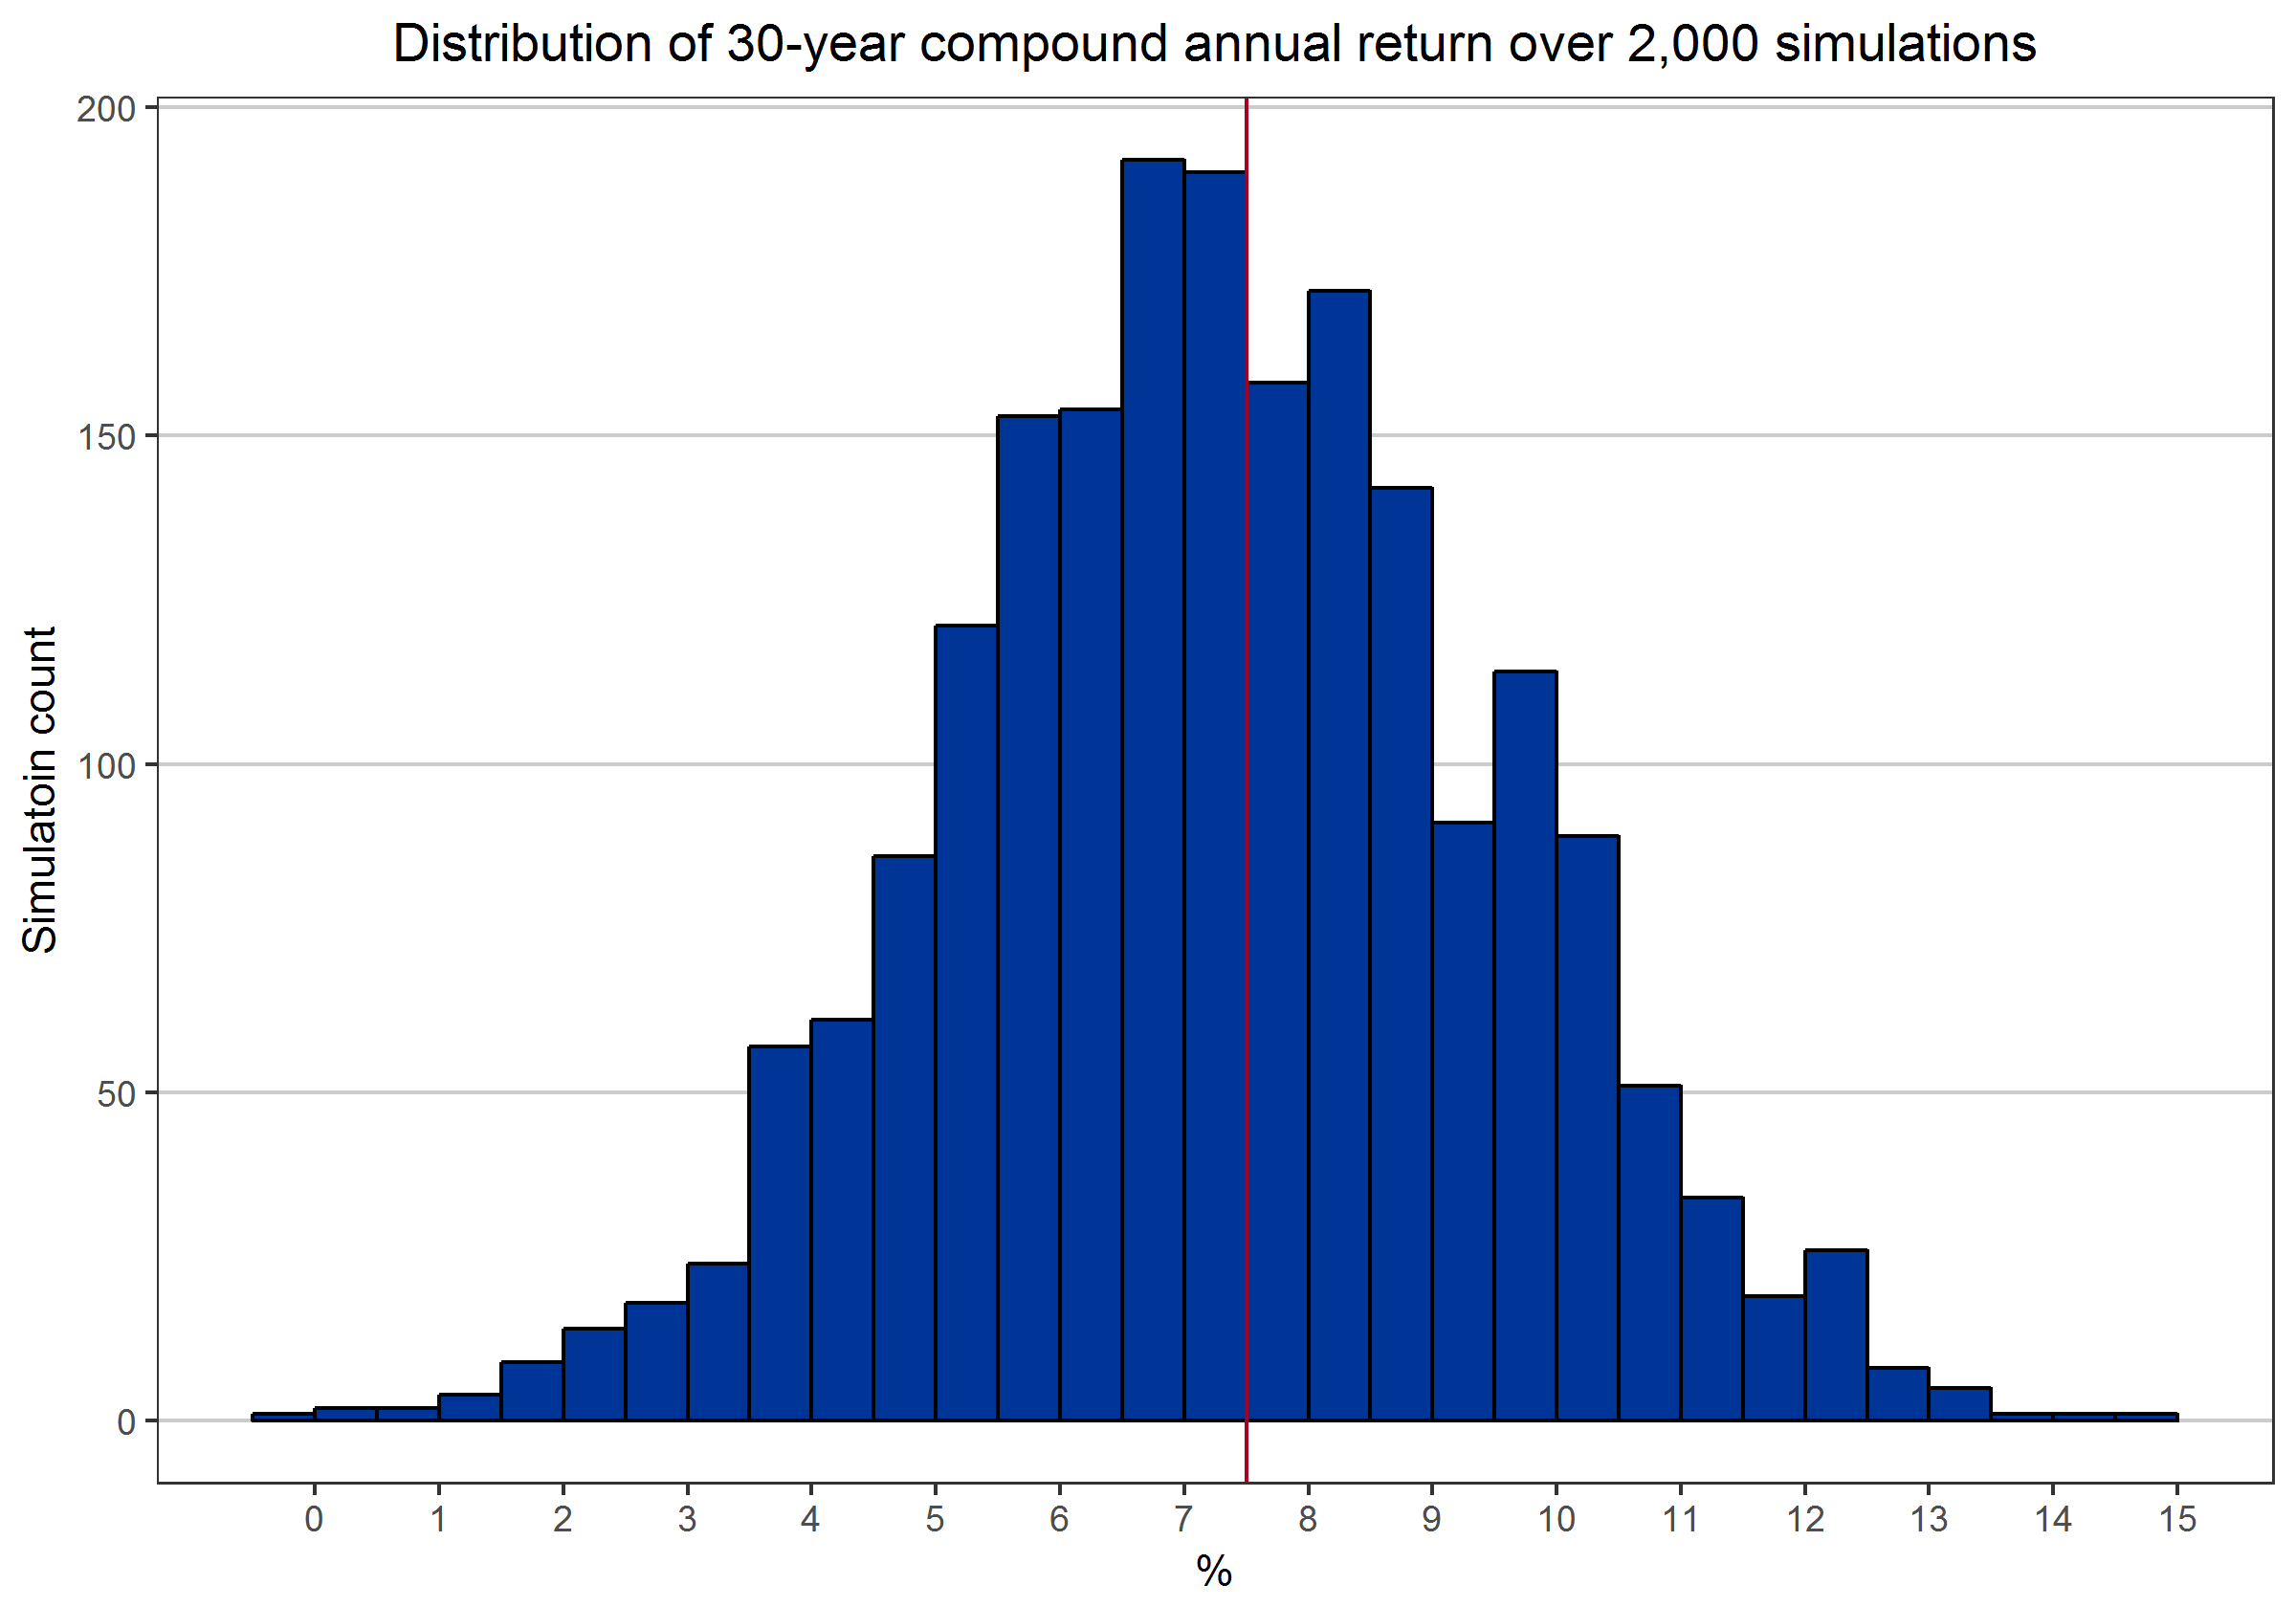 Distribution of 30-year compound annual return over 2,000 simulations
200
150
100
50
0
Simulatoin count
0 1 2 3 4 5 6 7 8 9 10 11 12 13 14 15
%